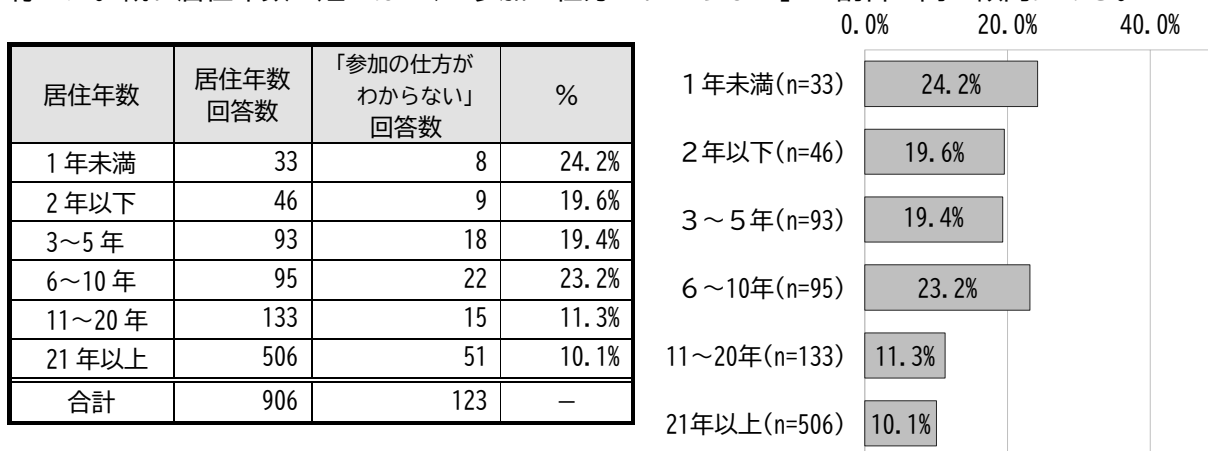 居住年数 居住年数回答数 「参加の仕方がわからない」回答数 %
1年未満 33 8 24.2%
2年以下 46 9 19.6%
3～5年 93 18 19.4%
6～10年 95 22 23.2%
11～20年 133 15 11.3%
21年以上 506 51 10.1%
合計 906 123 －
0.0% 20.0% 40.0%
1年未満(n=33) 24.2%
2年以下(n=46) 19.6%
3～5年(n=93) 19.4%
6～10年(n=95) 23.2%
11～20年(n=133) 11.3%
21年以上(n=506) 10.1%